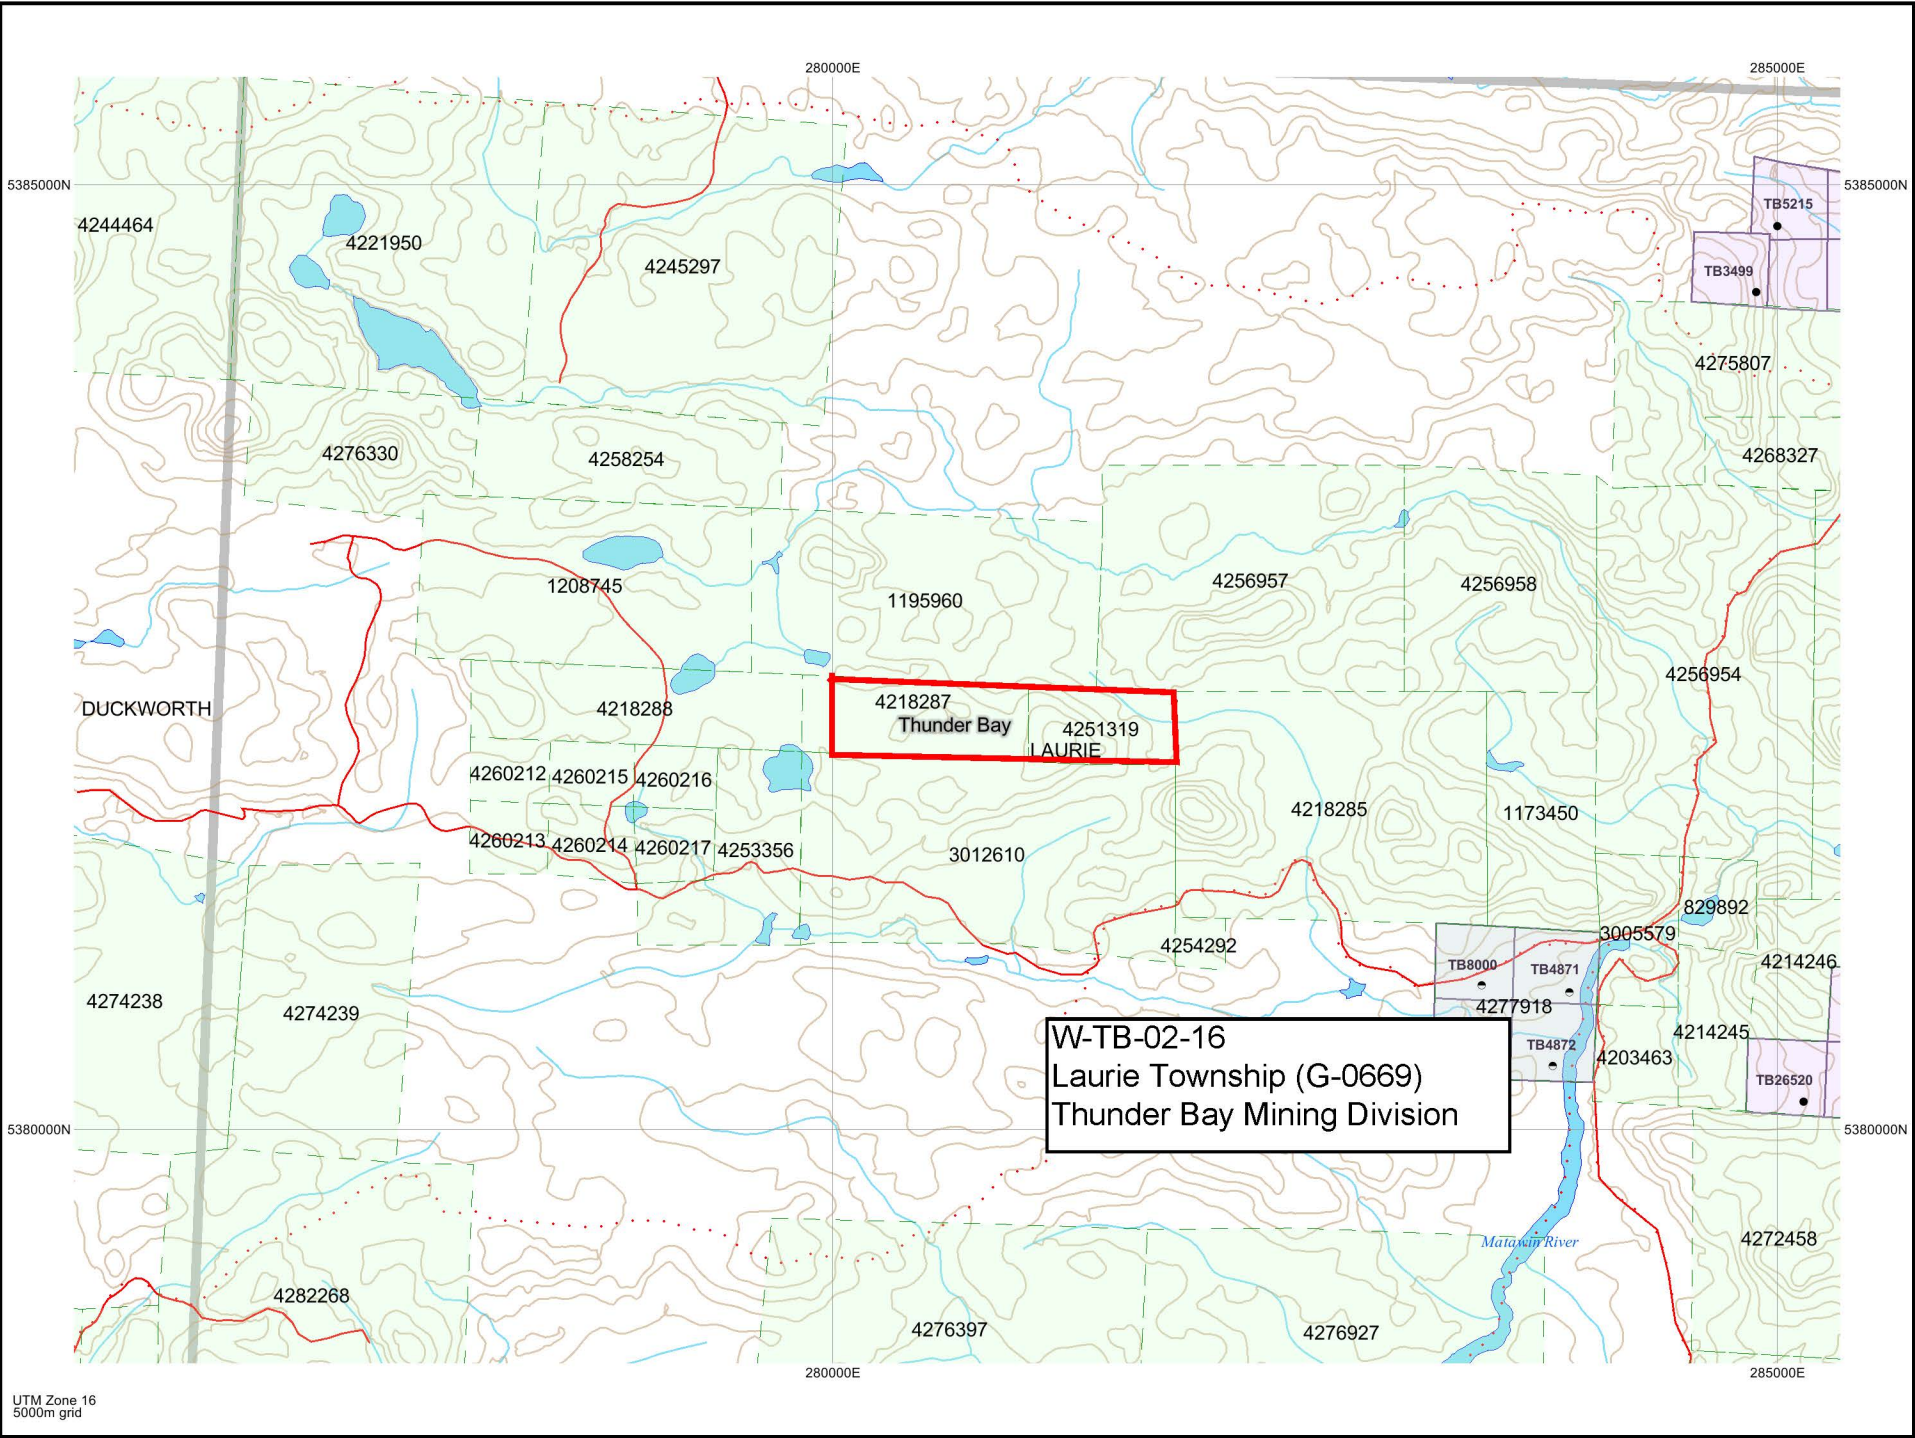 280000E 285000E
5385000N 5385000N
TB5215
4244464
4221950
4245297
TB3499
4275807
4276330
4258254
4268327
1208745
1195960
4256957
4256958
4256954
DUCKWORTH
4218288
4218287
Thunder Bay
4251319
LAURIE
4260212 4260215 4260216
4218285
1173450
4260213 4260214 4260217 4253356
3012610
829892
3005579
4254292
TB8000 TB4871
4214246
4274238
4274239
4277918
W-TB-02-16
Laurie Township (G-0669)
Thunder Bay Mining Division
TB4872
4203463
4214245
TB26520
5380000N 5380000N
Matawin River
4272458
4282268
4276397
4276927
280000E 285000E
UTM Zone 16
5000m grid